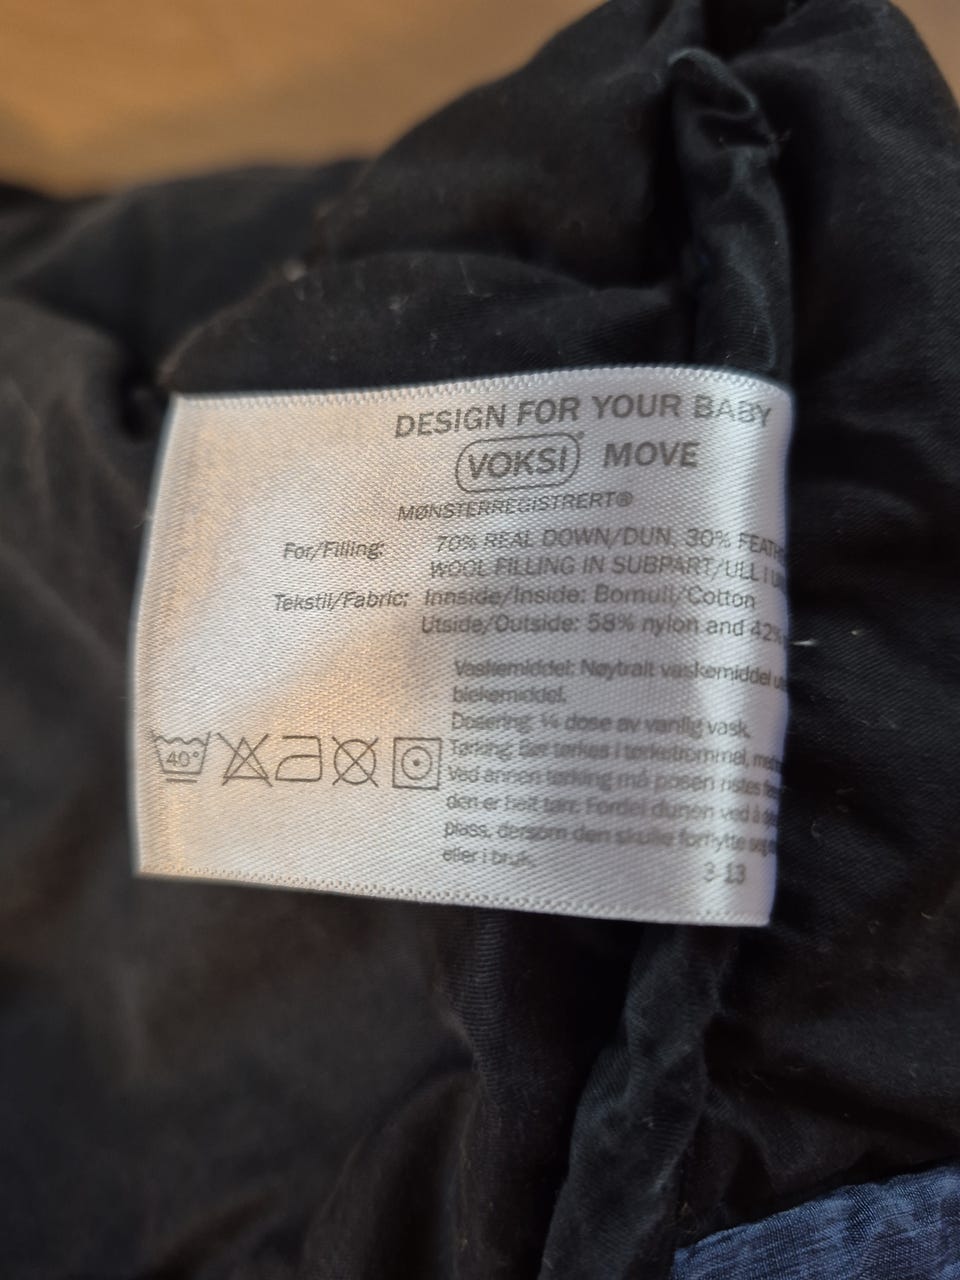 DESIGN FOR YOUR BABY
VOKSI® MOVE
MØNSTERREGISTRERT®
For/Filling: 70% REAL DOWN/DUN, 30%
WOOL FILLING IN SUBPART/ULL I
Tekstil/Fabric: Innside/Inside: Bomull/Cotton
Utside/Outside: 58% nylon and 42%
Vaskemiddel: Nøytralt vaskemiddel
blekemiddel.
Dosering: ¼ dose av vanlig vask.
40°
Tørking: Bør tørkes i tørketrommel,
Ved annen tørking må posen ristes
den er helt tørr. Fordel dunen ved å
plass, dersom den skulle forflytte seg
eller i bruk.
3-13